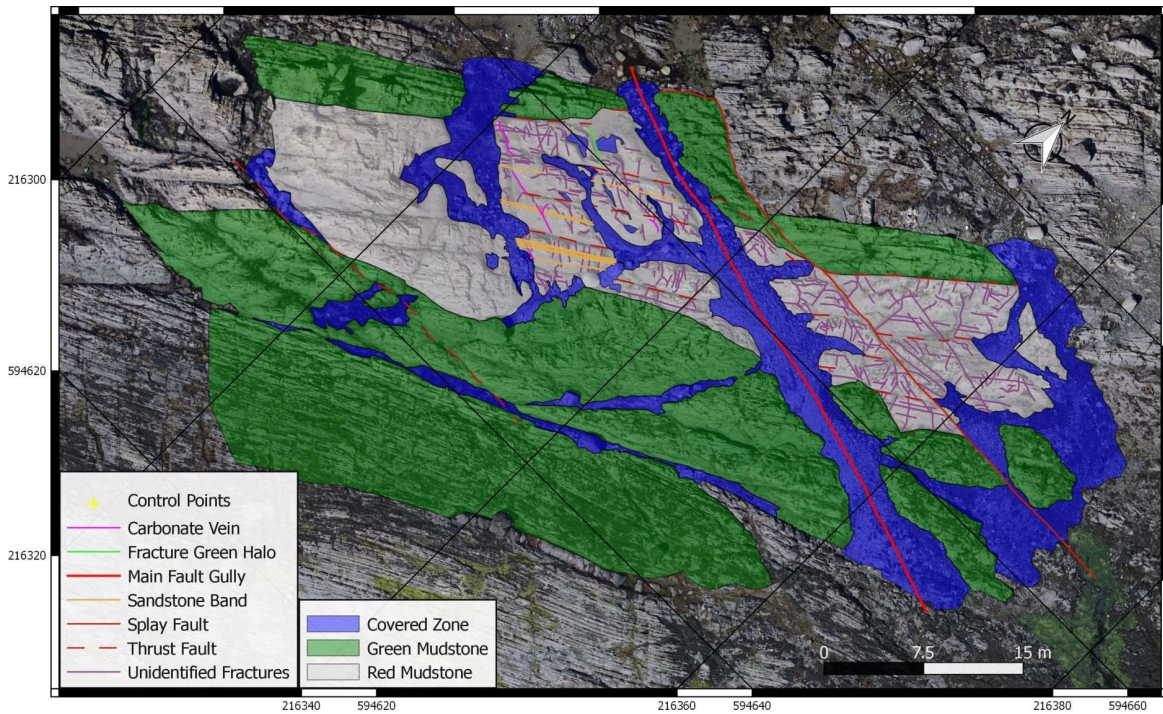 N
216300
594620
216320
Control Points
Carbonate Vein
Fracture Green Halo
Main Fault Gully
Sandstone Band
Splay Fault
Thrust Fault
Unidentified Fractures
Covered Zone
Green Mudstone
Red Mudstone
0 7.5 15 m
216340 594620 216360 594640 216380 594660